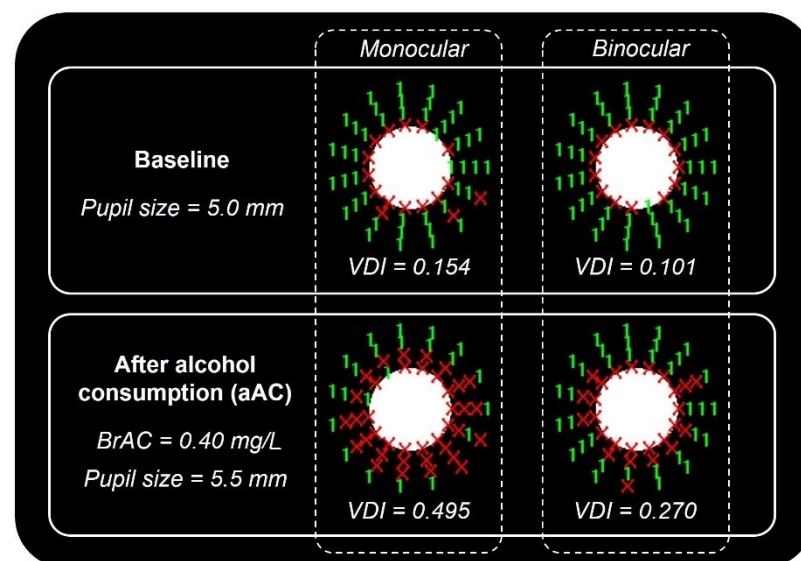 Monocular
Binocular
Baseline
Pupil size = 5.0 mm
VDI = 0.154
VDI = 0.101
After alcohol
consumption (aAC)
BrAC = 0.40 mg/L
Pupil size = 5.5 mm
VDI = 0.495
VDI = 0.270